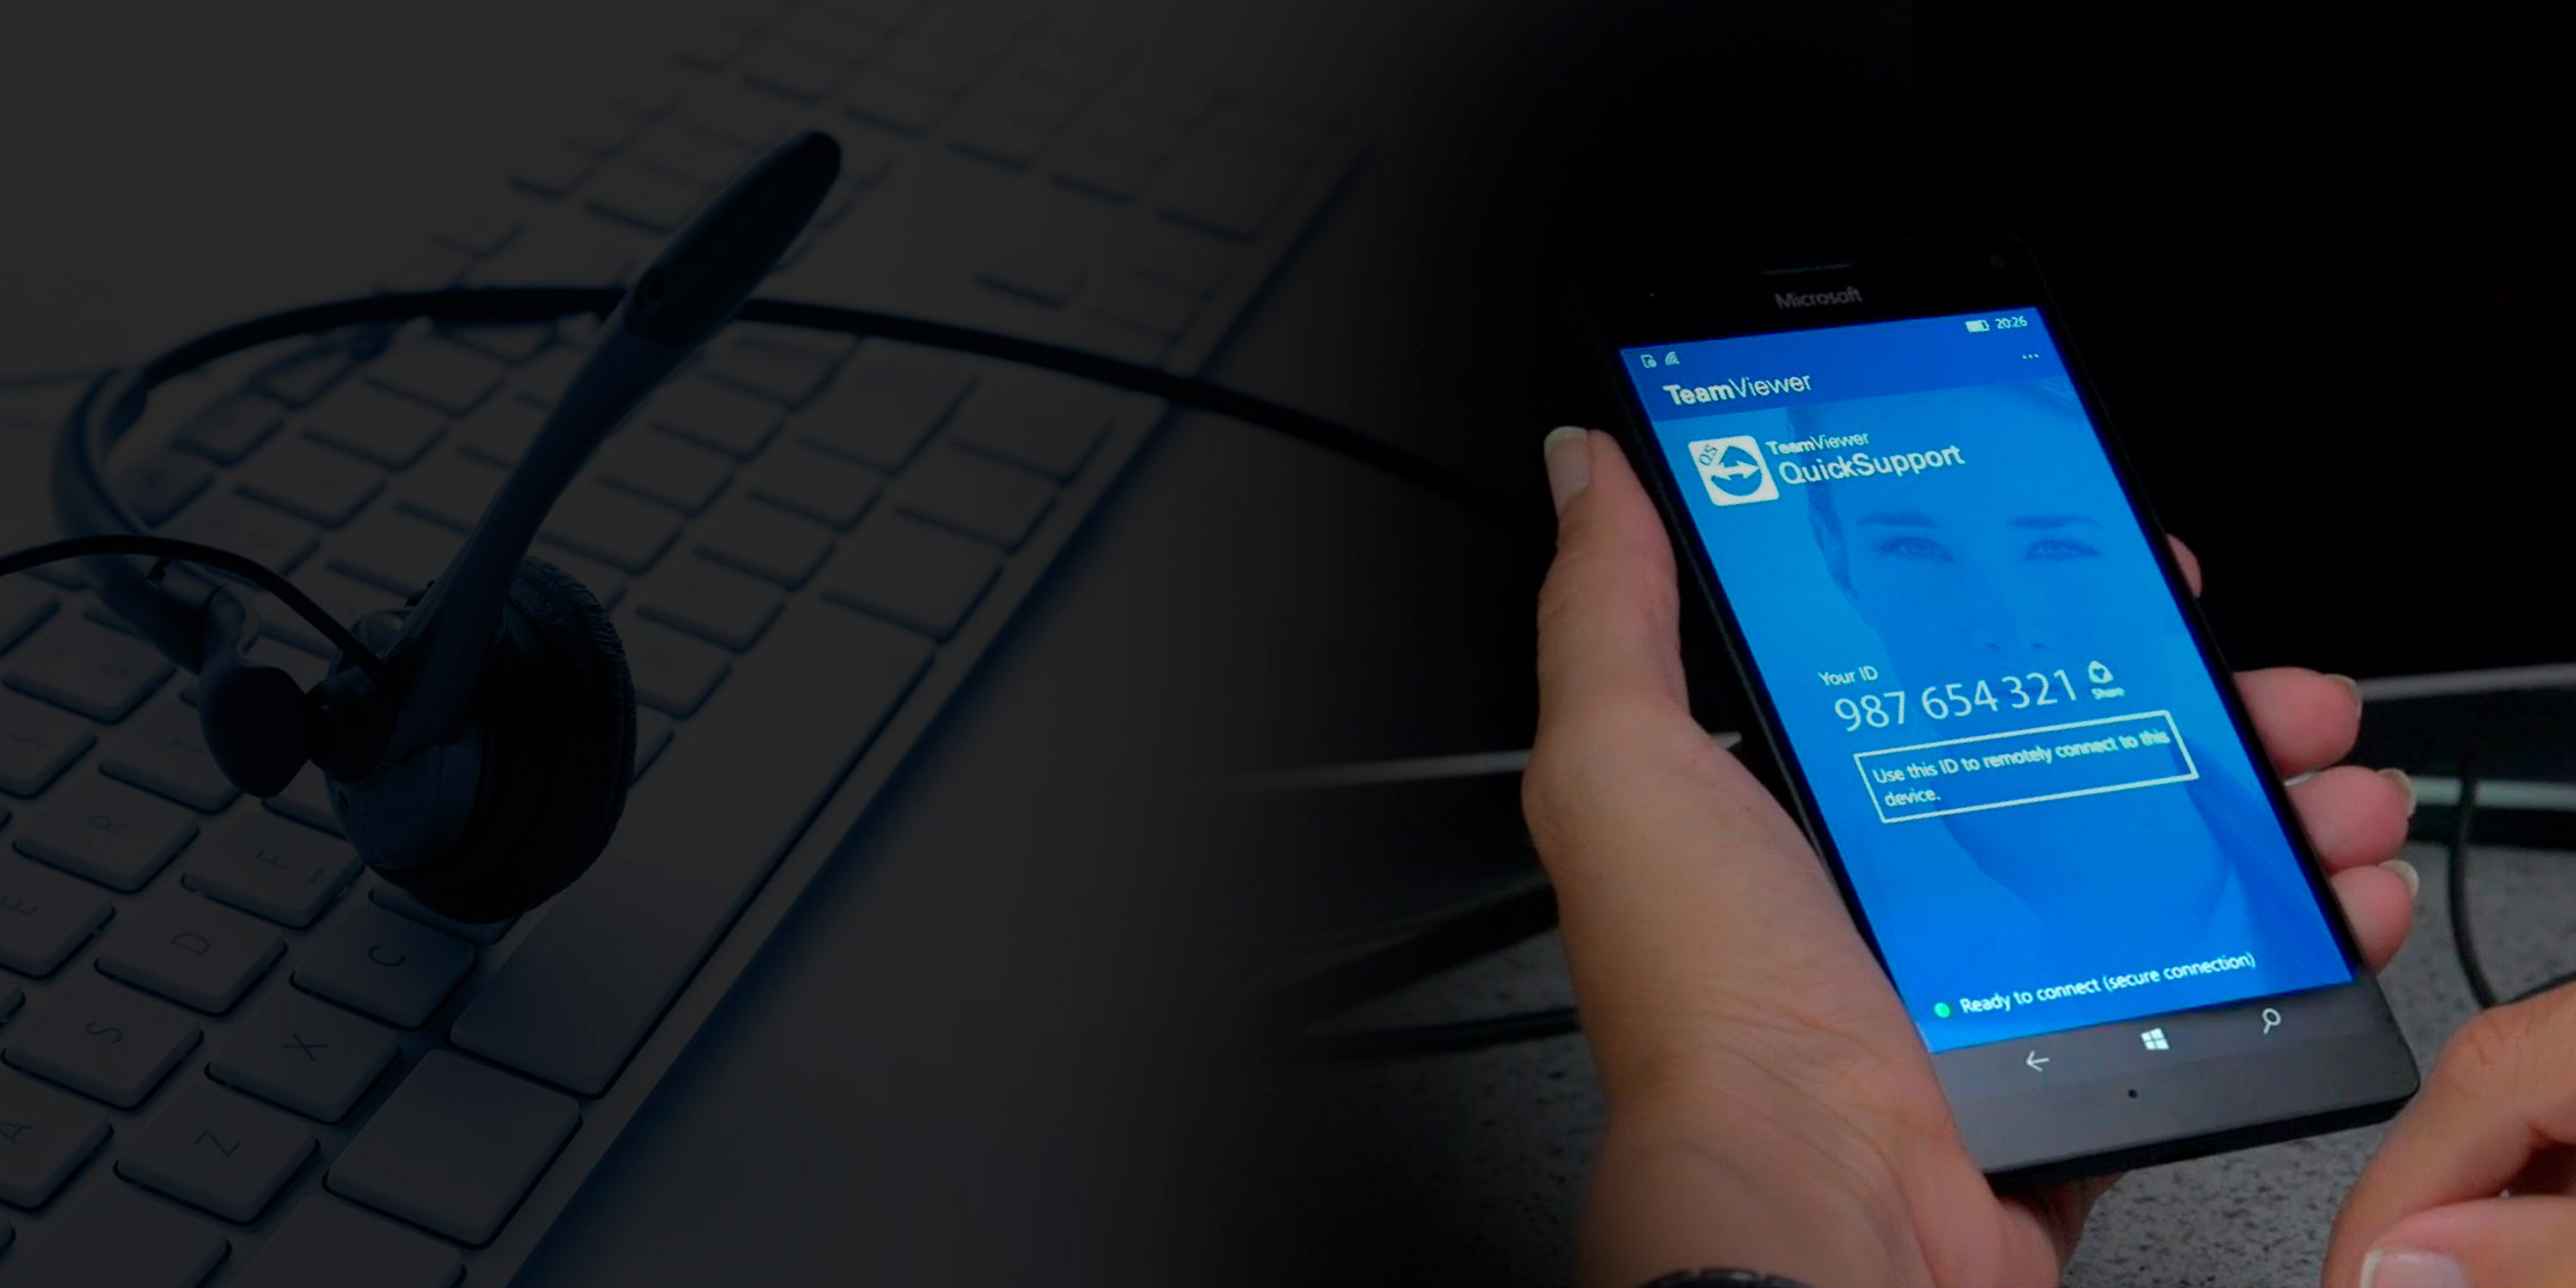 Microsoft
20:26
TeamViewer
...
QS
TeamViewer
QuickSupport
Your ID
987 654 321
Share
Use this ID to remotely connect to this
device.
Ready to connect (secure connection)
R
F
E
D
C
S
X
A
Z